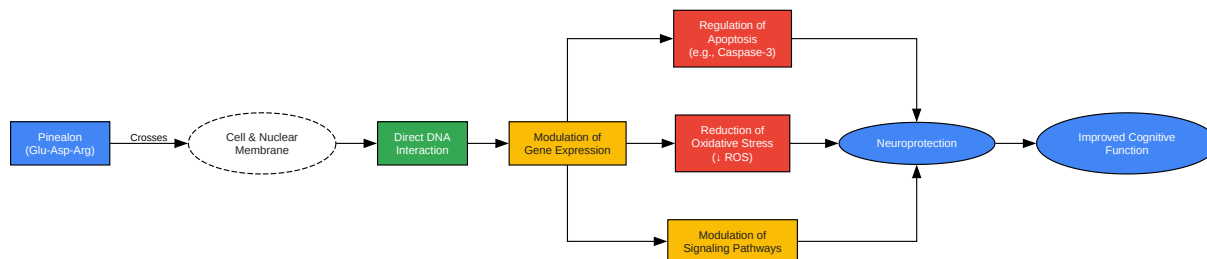 Pinealon
(Glu-Asp-Arg)
Crosses
Cell & Nuclear
Membrane
Direct DNA
Interaction
Modulation of
Gene Expression
Regulation of
Apoptosis
(e.g., Caspase-3)
Reduction of
Oxidative Stress
(↓ ROS)
Modulation of
Signaling Pathways
Neuroprotection
Improved Cognitive
Function